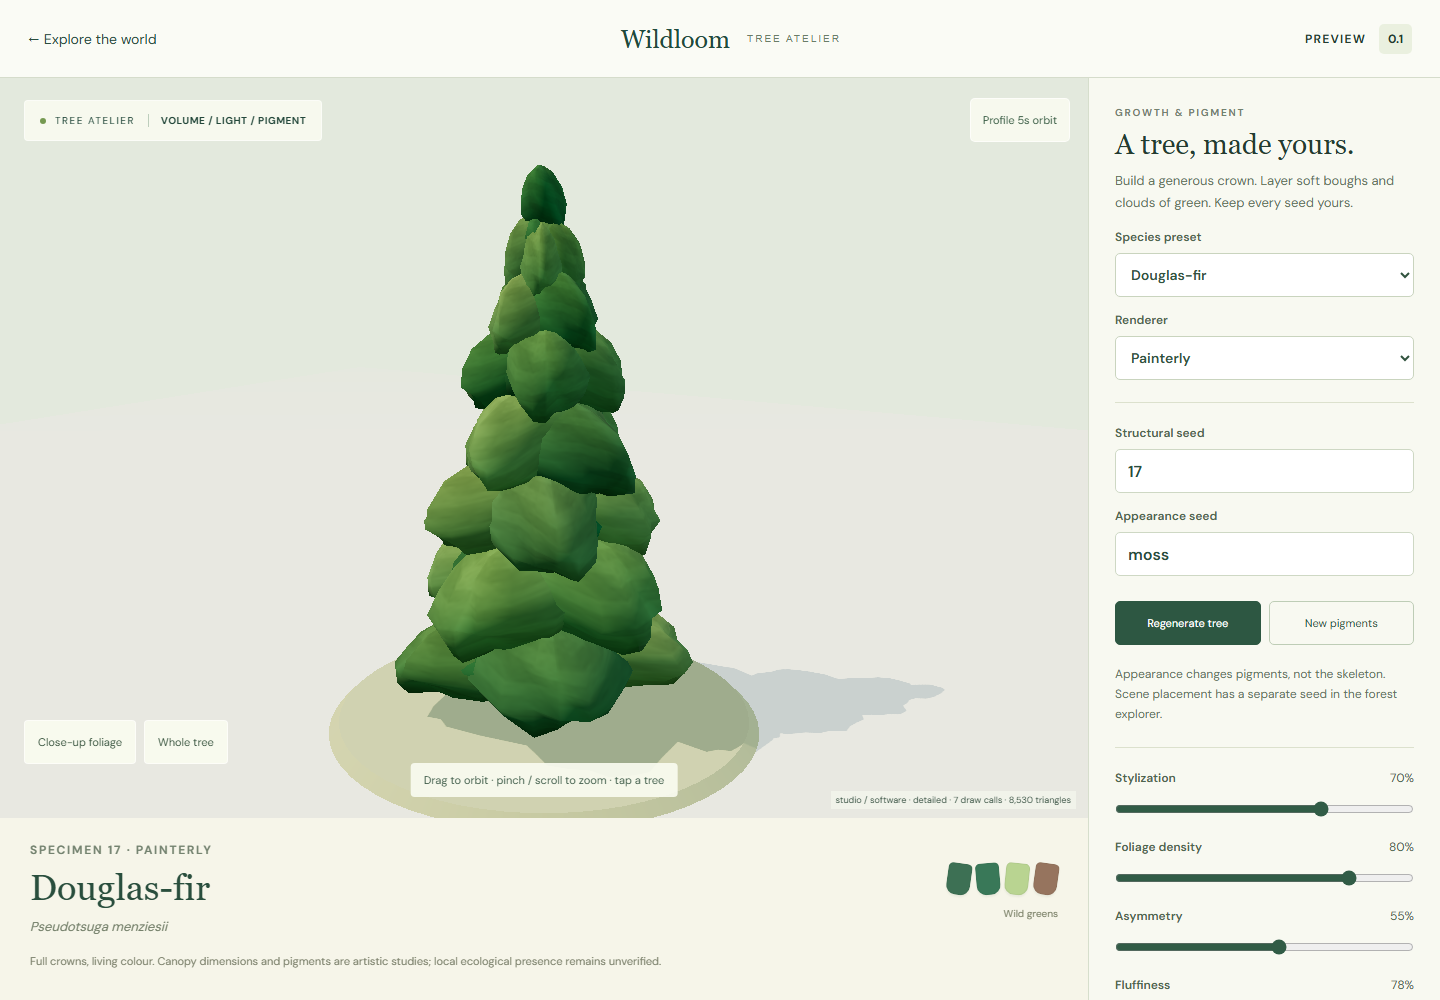 ← Explore the world
Wildloom TREE ATELIER
PREVIEW 0.1
TREE ATELIER VOLUME / LIGHT / PIGMENT
Profile 5s orbit
Close-up foliage
Whole tree
Drag to orbit · pinch / scroll to zoom · tap a tree
studio / software · detailed · 7 draw calls · 8,530 triangles
SPECIMEN 17 · PAINTERLY
Douglas-fir
Pseudotsuga menziesii
Full crowns, living colour. Canopy dimensions and pigments are artistic studies; local ecological presence remains unverified.
Wild greens
GROWTH & PIGMENT
A tree, made yours.
Build a generous crown. Layer soft boughs and
clouds of green. Keep every seed yours.
Species preset
Douglas-fir
Renderer
Painterly
Structural seed
17
Appearance seed
moss
Regenerate tree
New pigments
Appearance changes pigments, not the skeleton.
Scene placement has a separate seed in the forest
explorer.
Stylization 70%
Foliage density 80%
Asymmetry 55%
Fluffiness 78%